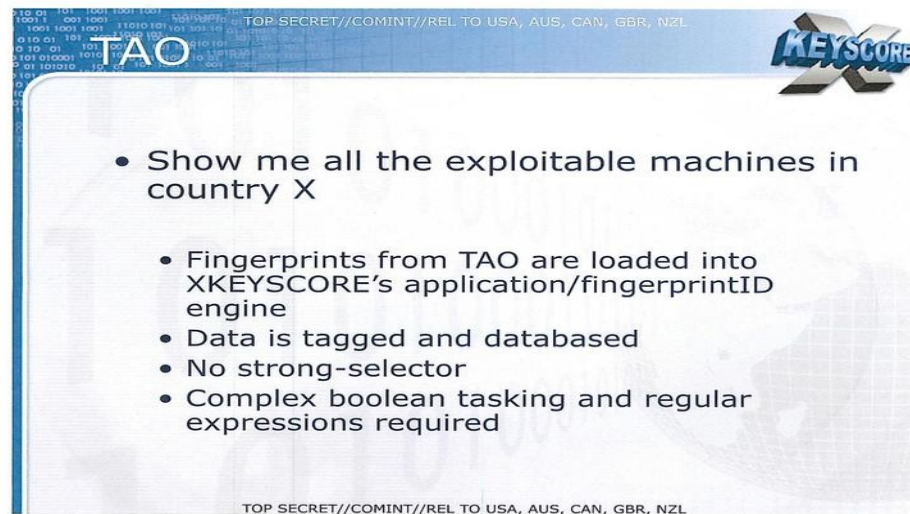 TOP SECRET//COMINT//REL TO USA, AUS, CAN, GBR, NZL
TAO
XKEYSCORE
• Show me all the exploitable machines in
country X
• Fingerprints from TAO are loaded into
XKEYSCORE's application/fingerprintID
engine
• Data is tagged and databased
• No strong-selector
• Complex boolean tasking and regular
expressions required
TOP SECRET//COMINT//REL TO USA, AUS, CAN, GBR, NZL